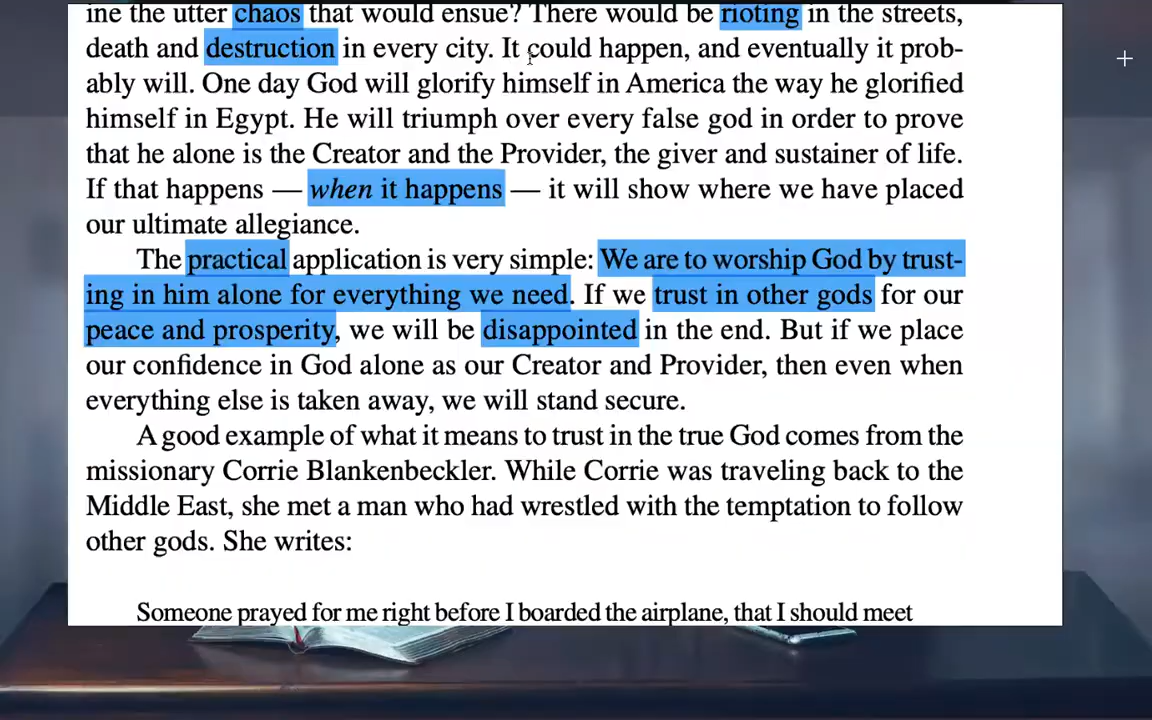 ine the utter chaos that would ensue? There would be rioting in the streets,
death and destruction in every city. It could happen, and eventually it prob-
ably will. One day God will glorify himself in America the way he glorified
himself in Egypt. He will triumph over every false god in order to prove
that he alone is the Creator and the Provider, the giver and sustainer of life.
If that happens — when it happens — it will show where we have placed
our ultimate allegiance.
The practical application is very simple: We are to worship God by trust-
ing in him alone for everything we need. If we trust in other gods for our
peace and prosperity, we will be disappointed in the end. But if we place
our confidence in God alone as our Creator and Provider, then even when
everything else is taken away, we will stand secure.
A good example of what it means to trust in the true God comes from the
missionary Corrie Blankenbeckler. While Corrie was traveling back to the
Middle East, she met a man who had wrestled with the temptation to follow
other gods. She writes:
Someone prayed for me right before I boarded the airplane, that I should meet